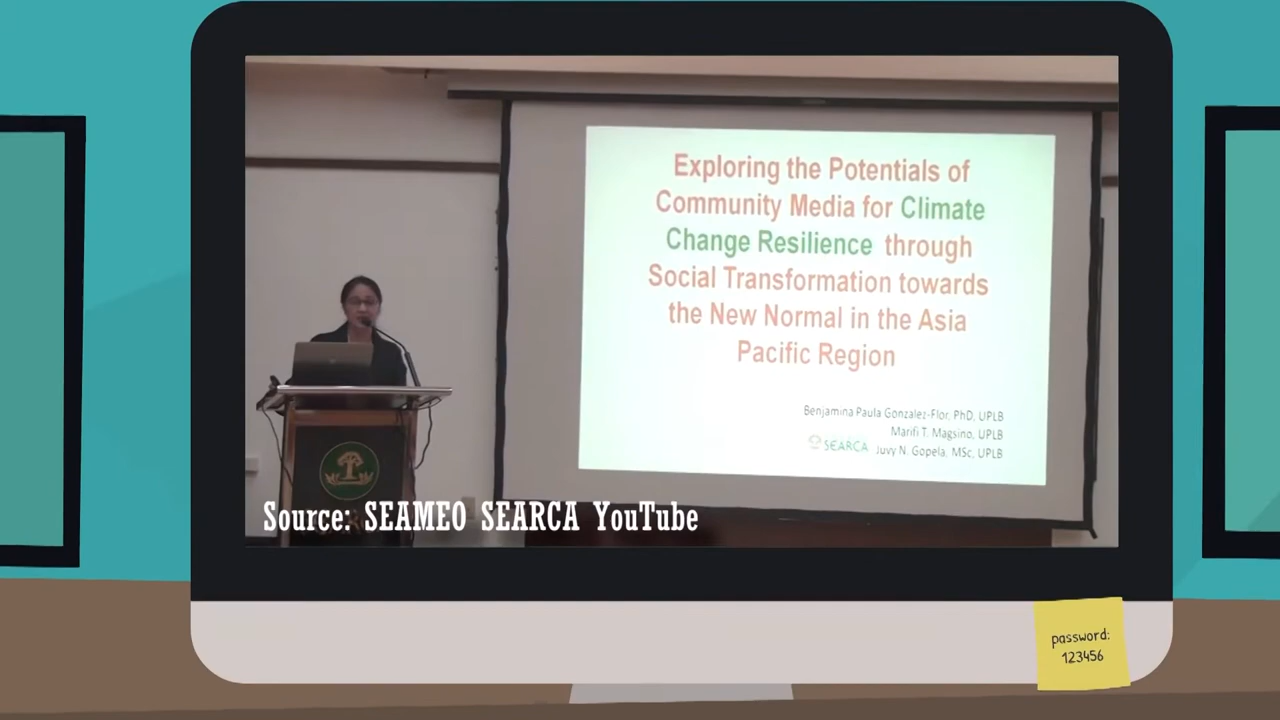 Exploring the Potentials of
Community Media for Climate
Change Resilience through
Social Transformation towards
the New Normal in the Asia
Pacific Region
Benjamina Paula Gonzalez-Flor, PhD, UPLB
Marifi T. Magsino, UPLB
SEARCA Juvy N. Gopela, MSc, UPLB
Source: SEAMEO SEARCA YouTube
password:
123456